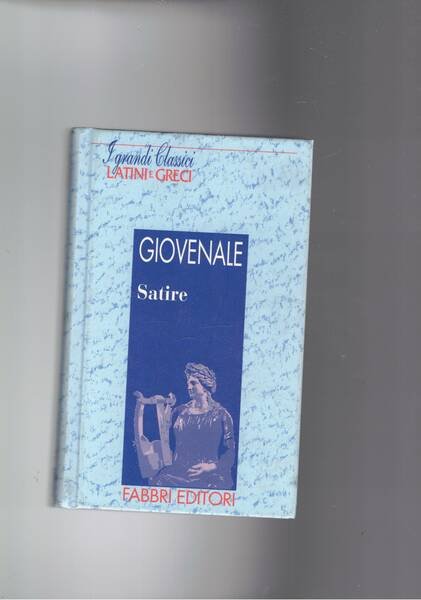 I grandi Classici
LATINI E GRECI
GIOVENALE
Satire
FABBRI EDITORI